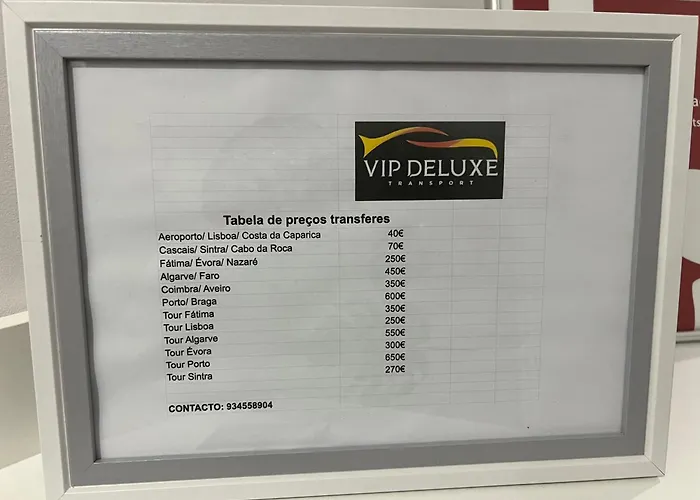 VIP DELUXE
TRANSPORT
Tabela de preços transferes
Aeroporto/ Lisboa/ Costa da Caparica 40€
Cascais/ Sintra/ Cabo da Roca 70€
Fátima/ Évora/ Nazaré 250€
Algarve/ Faro 450€
Coimbra/ Aveiro 350€
Porto/ Braga 600€
Tour Fátima 350€
Tour Lisboa 250€
Tour Algarve 550€
Tour Évora 300€
Tour Porto 650€
Tour Sintra 270€
CONTACTO: 934558904